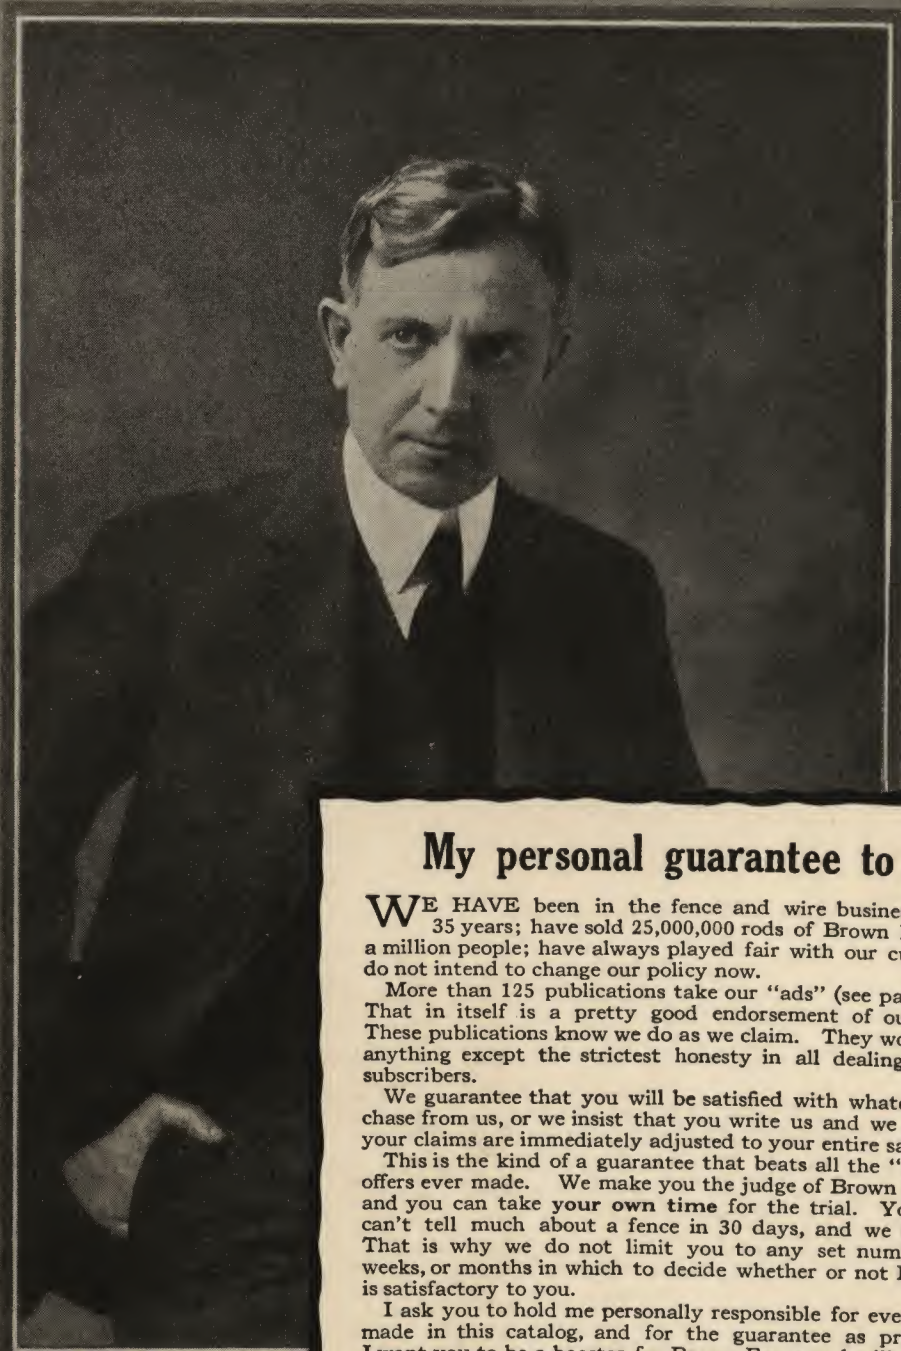 My personal guarantee to
WE HAVE been in the fence and wire busine
35 years; have sold 25,000,000 rods of Brown
a million people; have always played fair with our cu
do not intend to change our policy now.
More than 125 publications take our "ads" (see pa
That in itself is a pretty good endorsement of ou
These publications know we do as we claim. They wo
anything except the strictest honesty in all dealing
subscribers.
We guarantee that you will be satisfied with whate
chase from us, or we insist that you write us and we
your claims are immediately adjusted to your entire sa
This is the kind of a guarantee that beats all the "
offers ever made. We make you the judge of Brown
and you can take your own time for the trial. Yo
can't tell much about a fence in 30 days, and we
That is why we do not limit you to any set num
weeks, or months in which to decide whether or not
is satisfactory to you.
I ask you to hold me personally responsible for eve
made in this catalog, and for the guarantee as pr